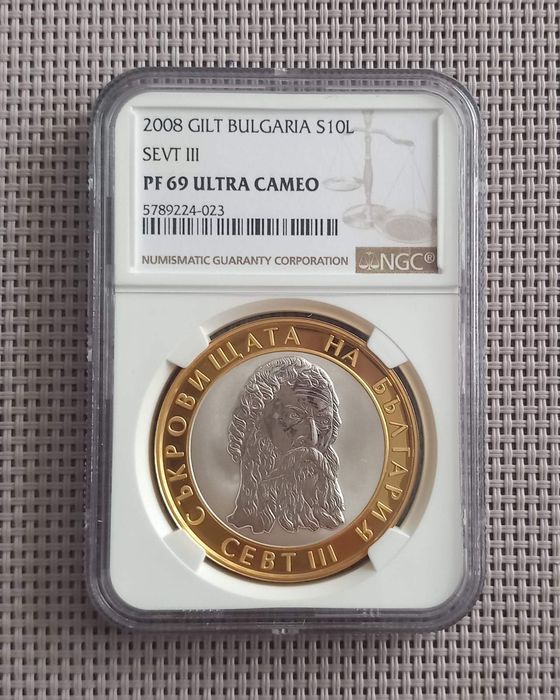 2008 GILT BULGARIA S10L
SEVT III
PF 69 ULTRA CAMEO
5789224-023
NUMISMATIC GUARANTY CORPORATION
NGC®
СЪКРОВИЩАТА НА БЪЛГАРИЯ
СЕВТ III